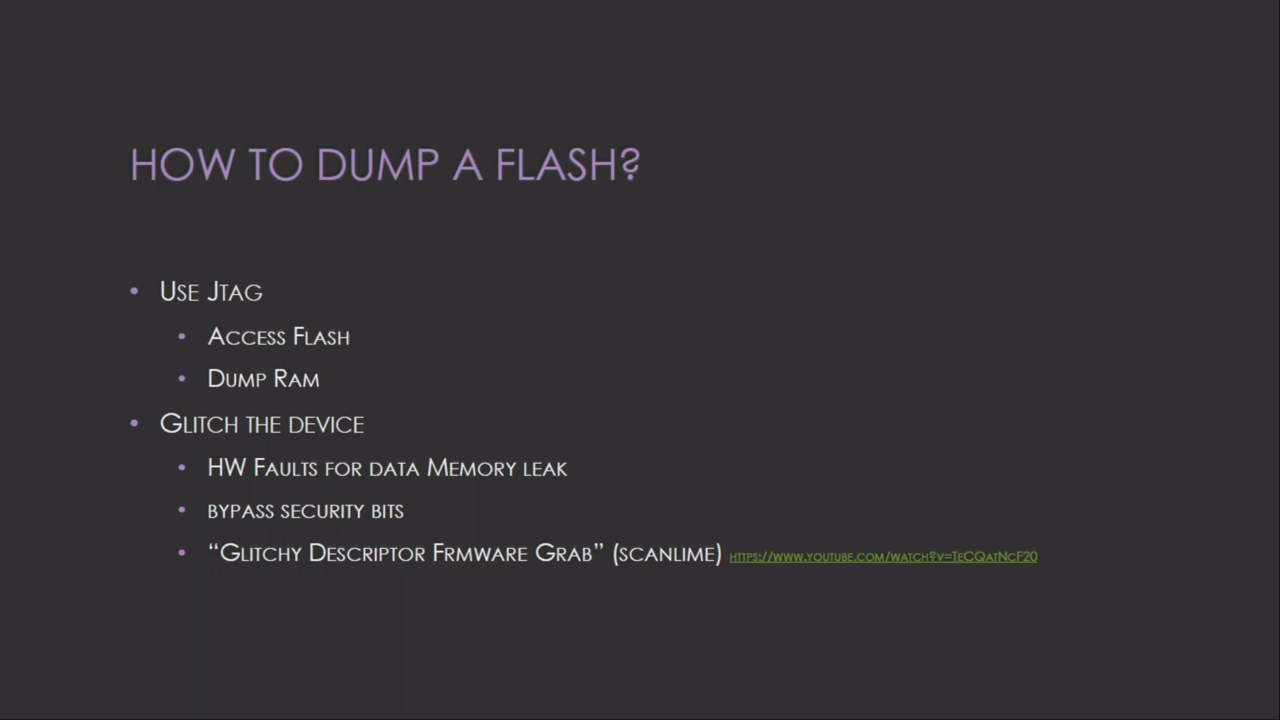 HOW TO DUMP A FLASH?
• USE JTAG
• ACCESS FLASH
• DUMP RAM
• GLITCH THE DEVICE
• HW FAULTS FOR DATA MEMORY LEAK
• BYPASS SECURITY BITS
• “GLITCHY DESCRIPTOR FRMWARE GRAB” (SCANLIME) HTTPS://WWW.YOUTUBE.COM/WATCH?V=TECQATNCF20